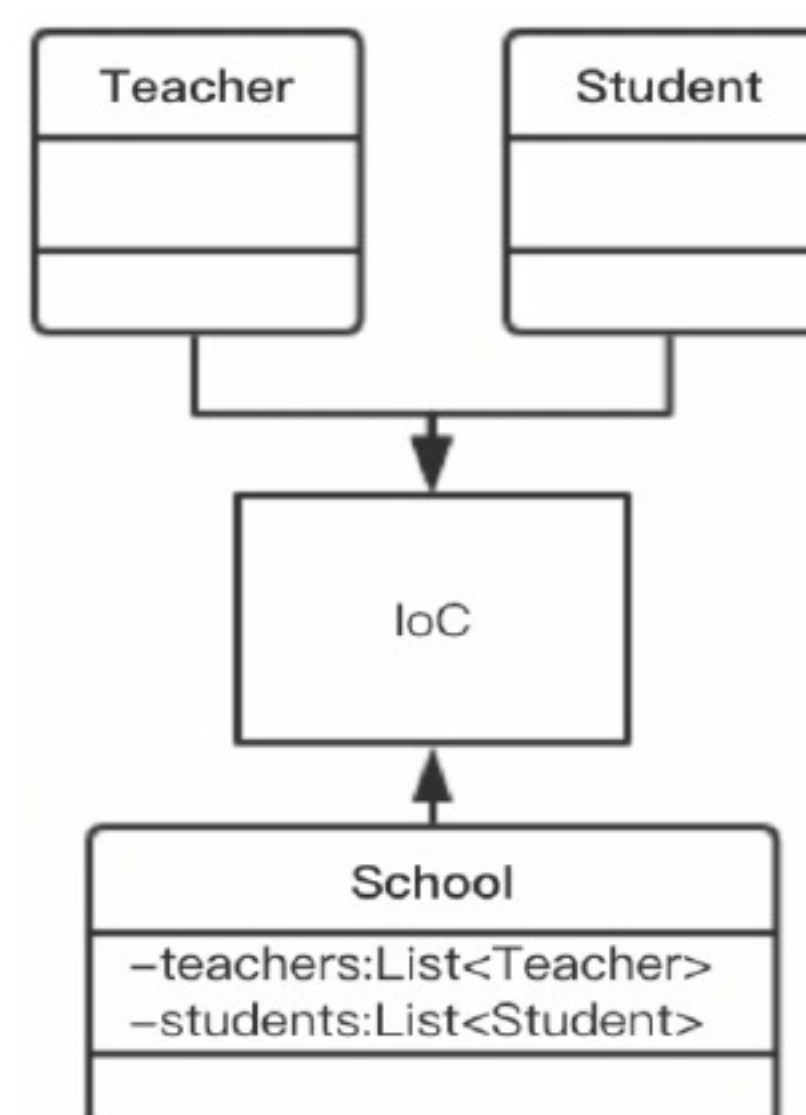 Teacher
Student
IoC
School
–teachers:List<Teacher>
–students:List<Student>